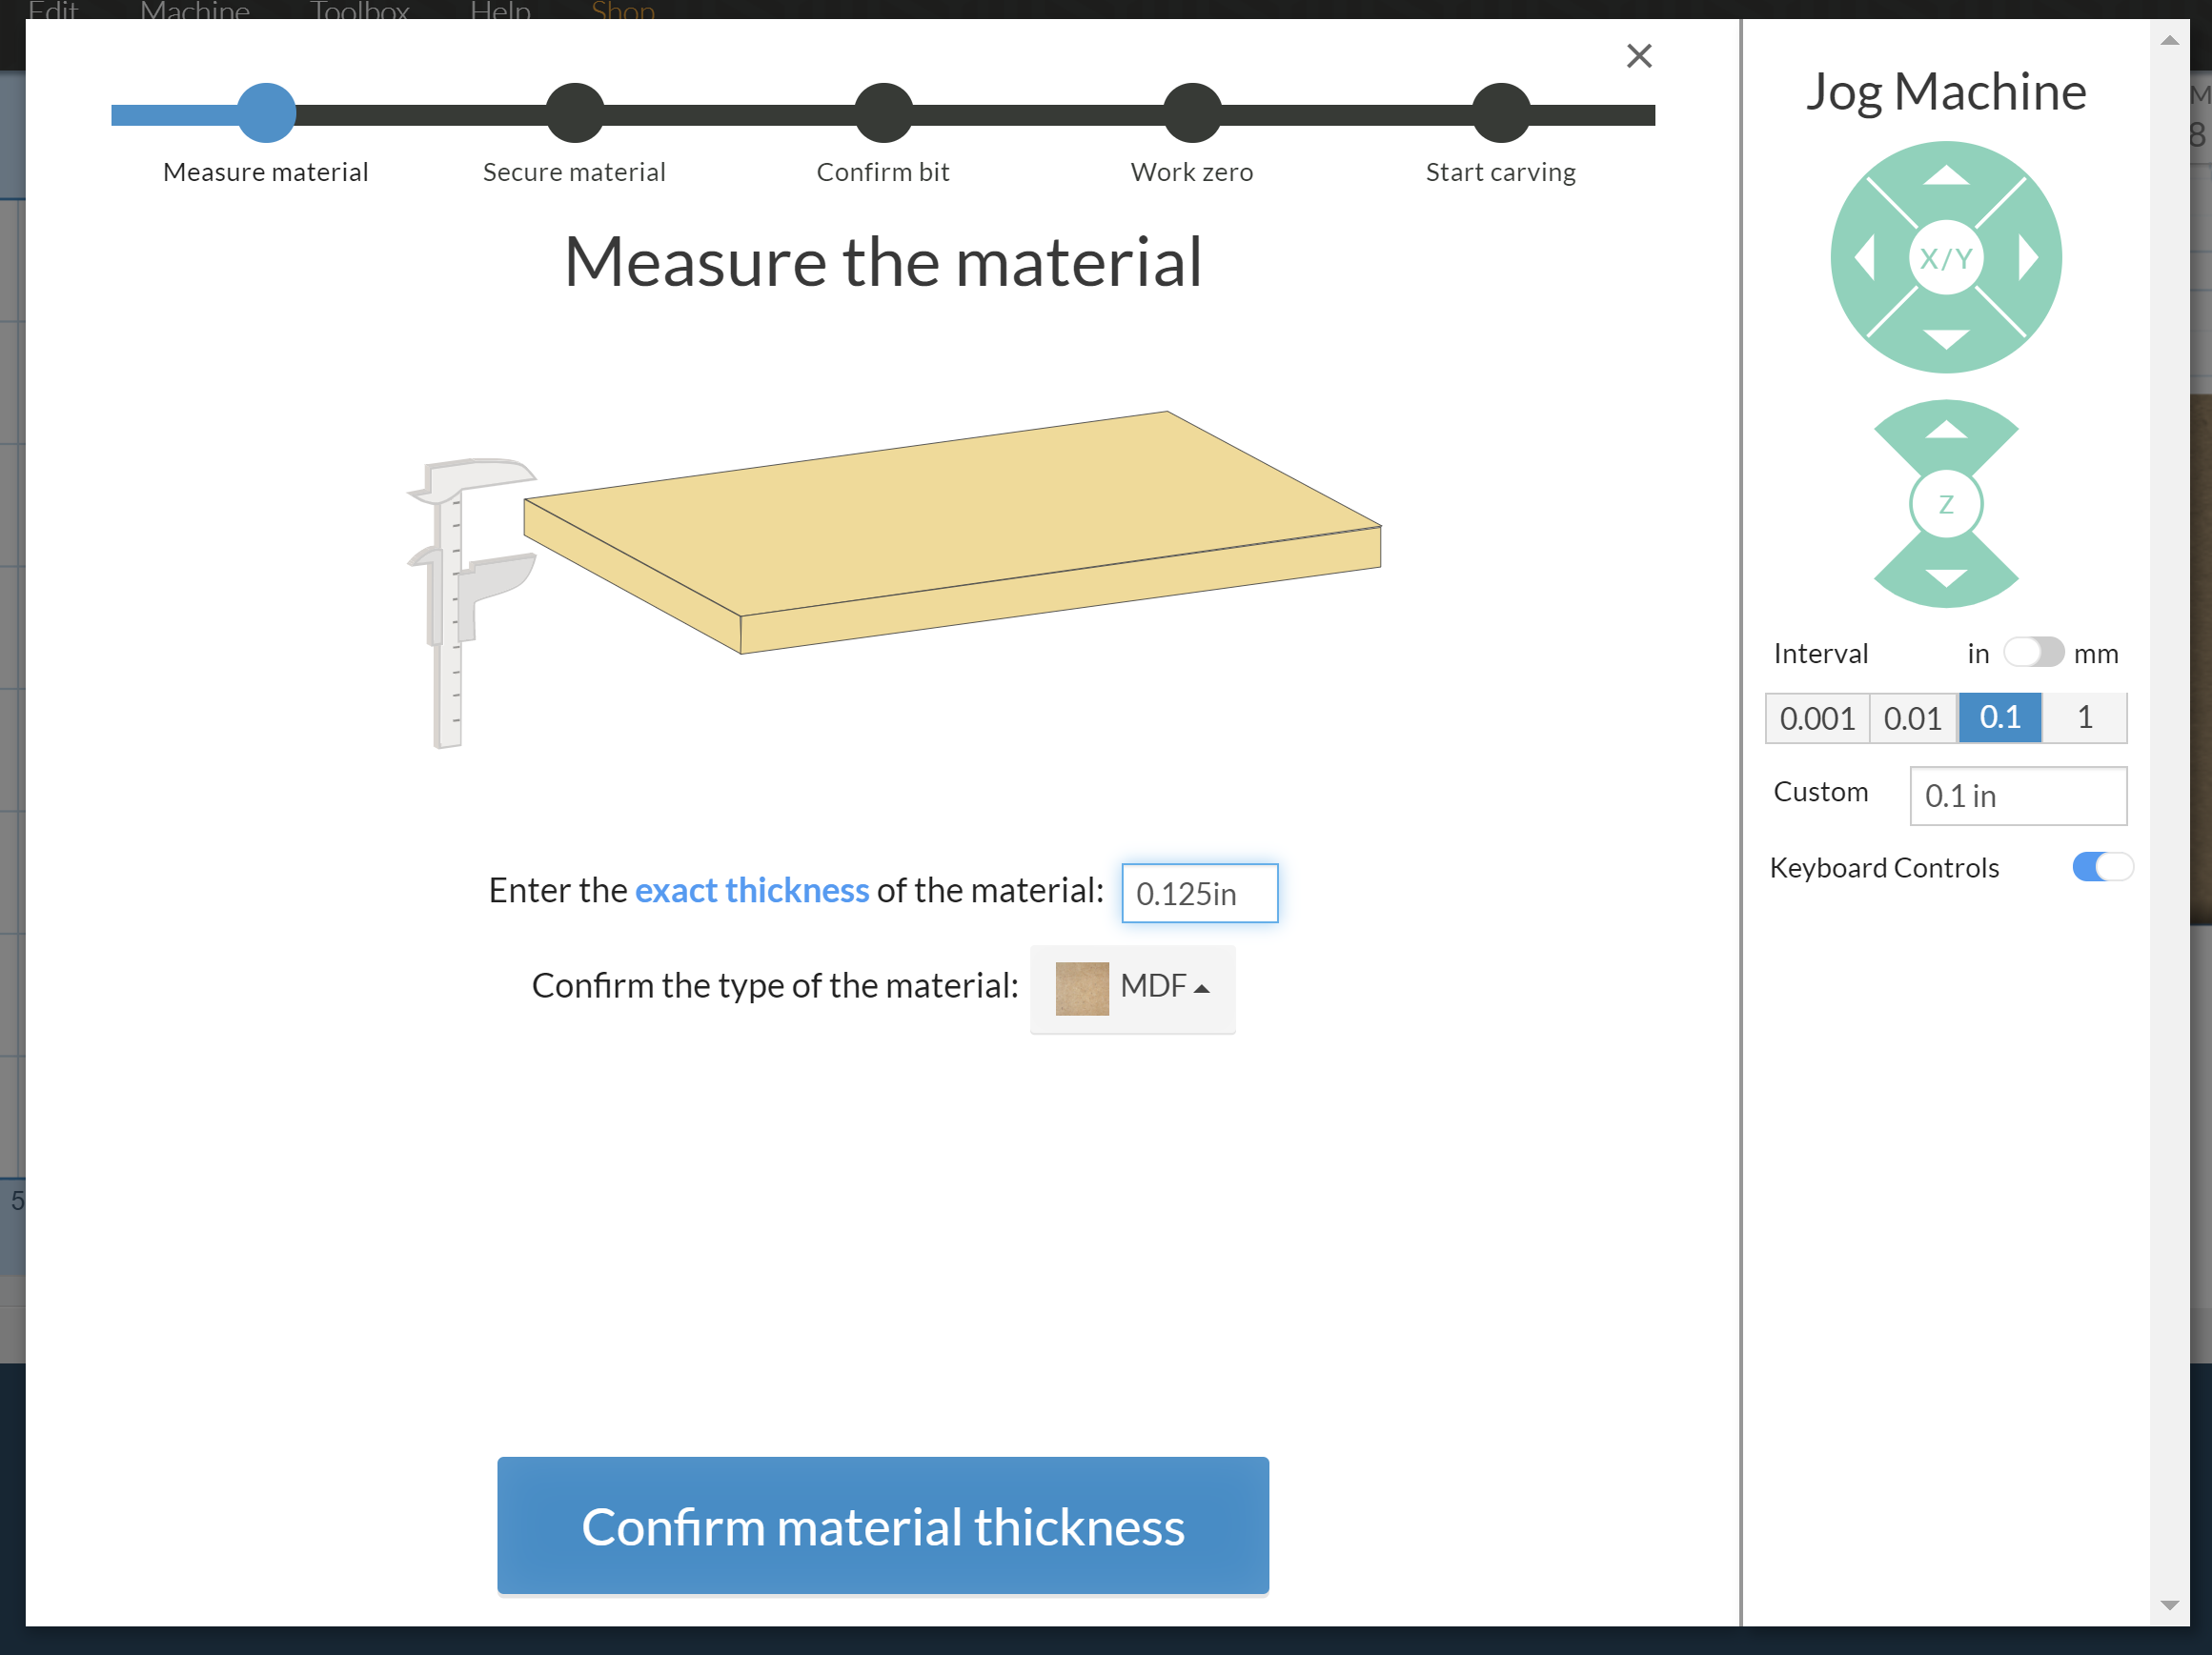 Edit Machine Toolbox Help Shop
Measure material Secure material Confirm bit Work zero Start carving
Measure the material
Enter the exact thickness of the material: 0.125in
Confirm the type of the material: MDF
Confirm material thickness
Jog Machine
X/Y
Z
Interval in mm
0.001 0.01 0.1 1
Custom 0.1 in
Keyboard Controls
M
8
5